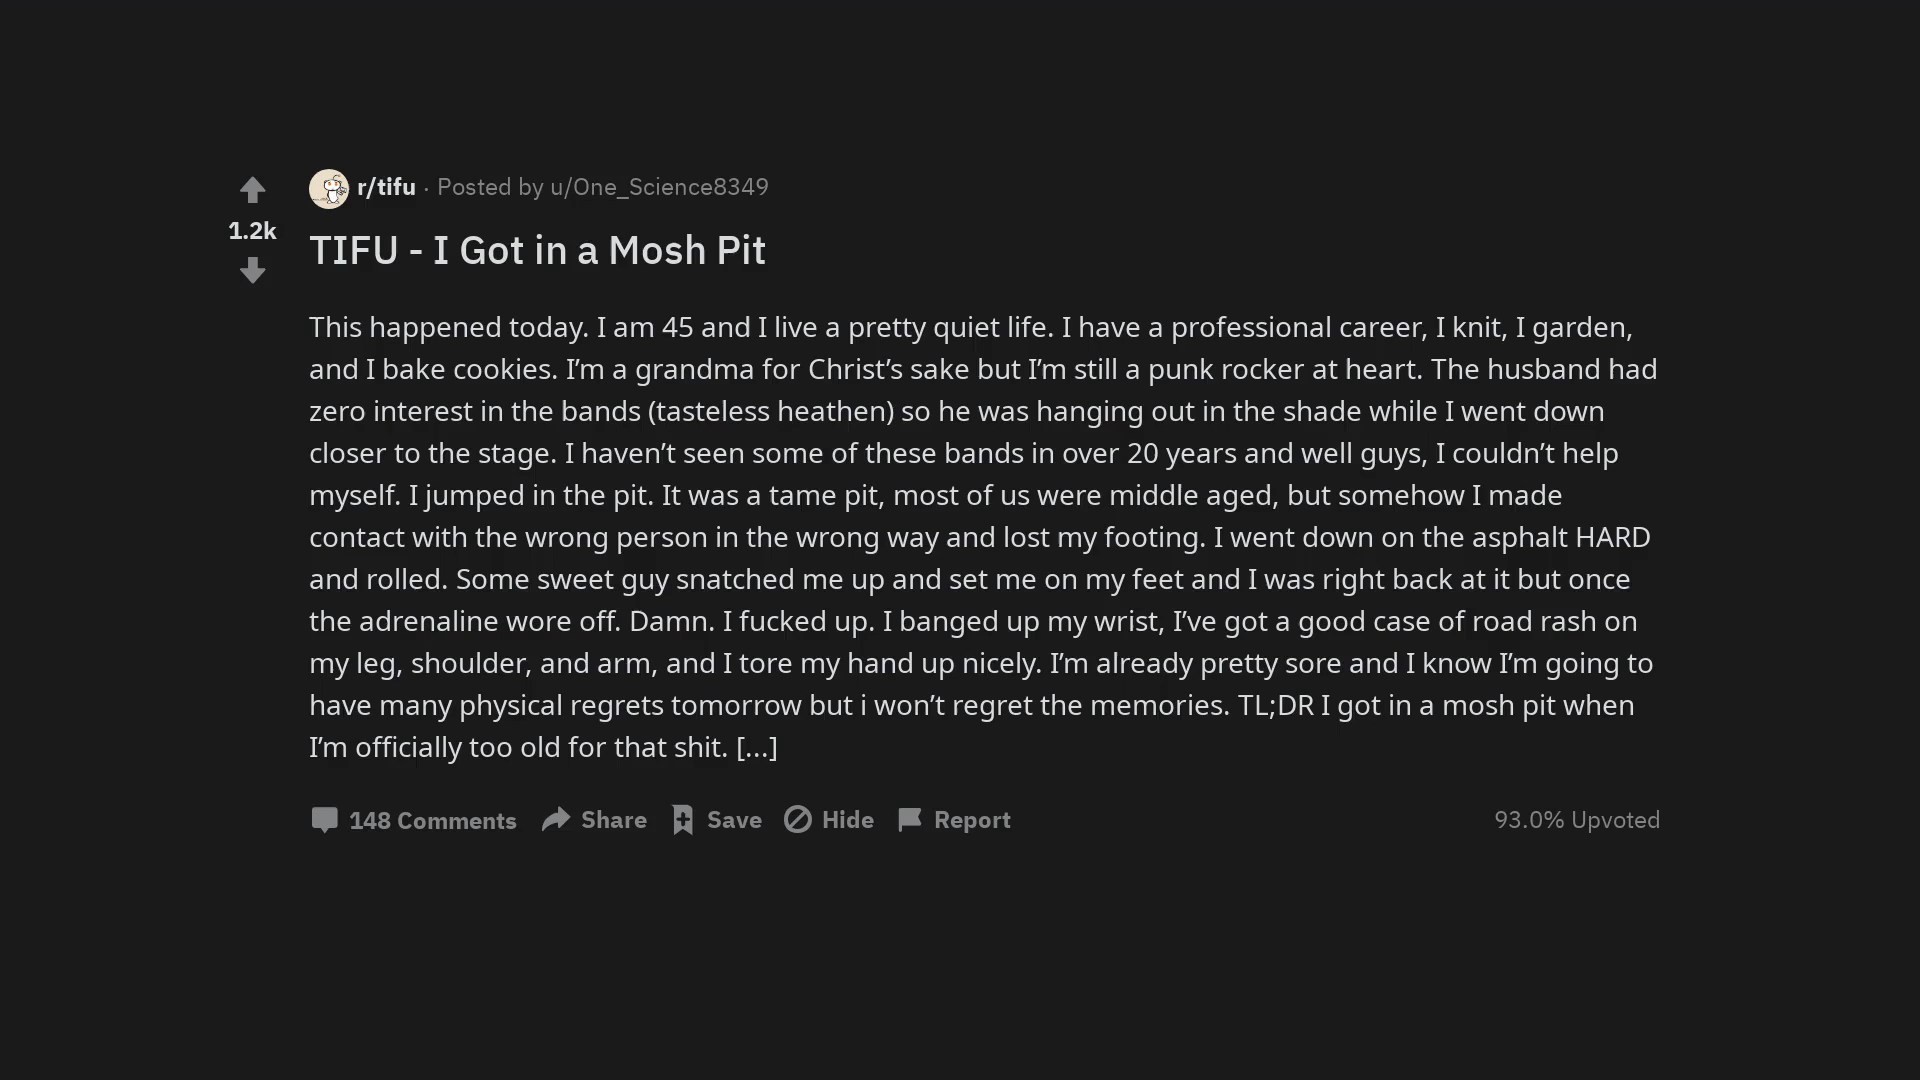 r/tifu · Posted by u/One_Science8349
1.2k
TIFU - I Got in a Mosh Pit
This happened today. I am 45 and I live a pretty quiet life. I have a professional career, I knit, I garden,
and I bake cookies. I’m a grandma for Christ’s sake but I’m still a punk rocker at heart. The husband had
zero interest in the bands (tasteless heathen) so he was hanging out in the shade while I went down
closer to the stage. I haven’t seen some of these bands in over 20 years and well guys, I couldn’t help
myself. I jumped in the pit. It was a tame pit, most of us were middle aged, but somehow I made
contact with the wrong person in the wrong way and lost my footing. I went down on the asphalt HARD
and rolled. Some sweet guy snatched me up and set me on my feet and I was right back at it but once
the adrenaline wore off. Damn. I fucked up. I banged up my wrist, I’ve got a good case of road rash on
my leg, shoulder, and arm, and I tore my hand up nicely. I’m already pretty sore and I know I’m going to
have many physical regrets tomorrow but i won’t regret the memories. TL;DR I got in a mosh pit when
I’m officially too old for that shit. [...]
148 Comments Share Save Hide Report 93.0% Upvoted